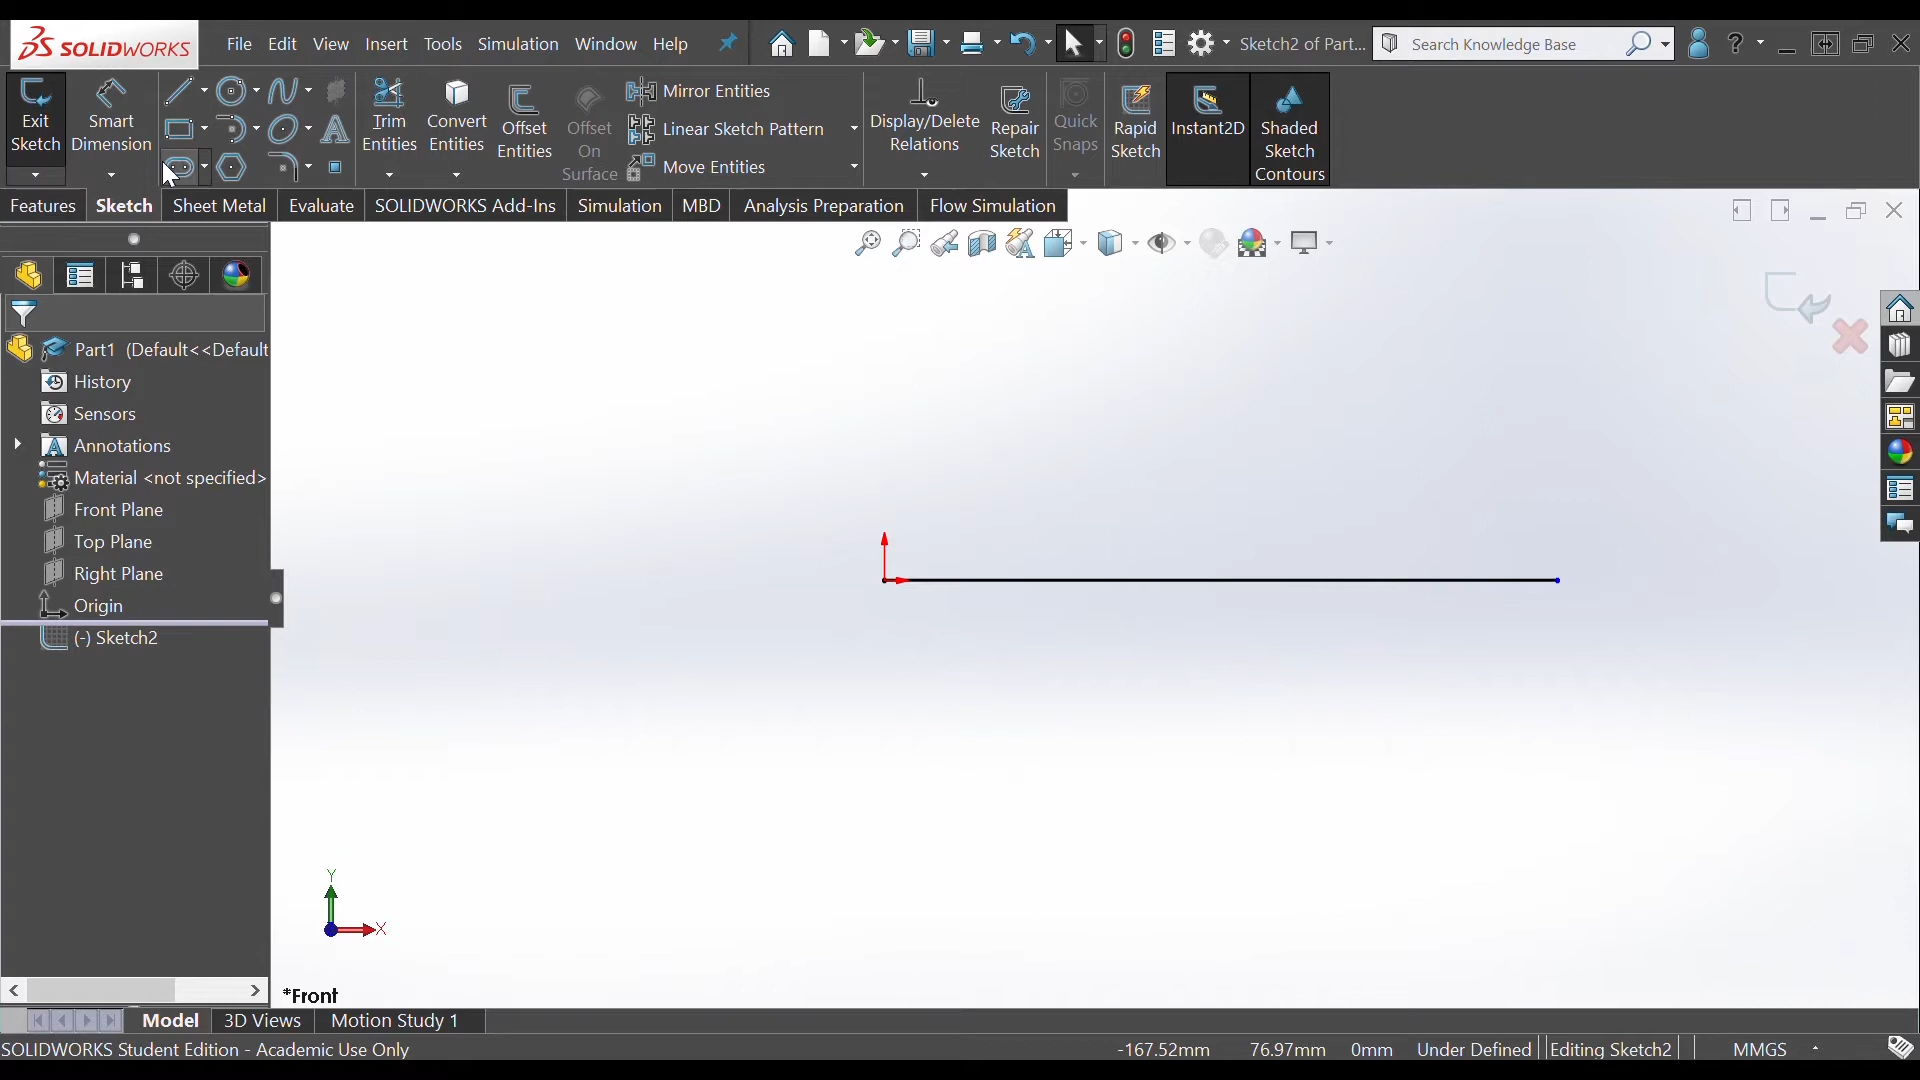 SOLIDWORKS File Edit View Insert Tools Simulation Window Help Sketch2 of Part... Search Knowledge Base ?
Exit Sketch
Smart Dimension
Trim Entities
Convert Entities
Offset Entities
Offset On Surface
Mirror Entities
Linear Sketch Pattern
Move Entities
Display/Delete Relations
Repair Sketch
Quick Snaps
Rapid Sketch
Instant2D
Shaded Sketch Contours
Features Sketch Sheet Metal Evaluate SOLIDWORKS Add-Ins Simulation MBD Analysis Preparation Flow Simulation
Part1 (Default<<Default
History
Sensors
Annotations
Material <not specified>
Front Plane
Top Plane
Right Plane
Origin
(-) Sketch2
Y
X
*Front
Model 3D Views Motion Study 1
SOLIDWORKS Student Edition - Academic Use Only -167.52mm 76.97mm 0mm Under Defined Editing Sketch2 MMGS